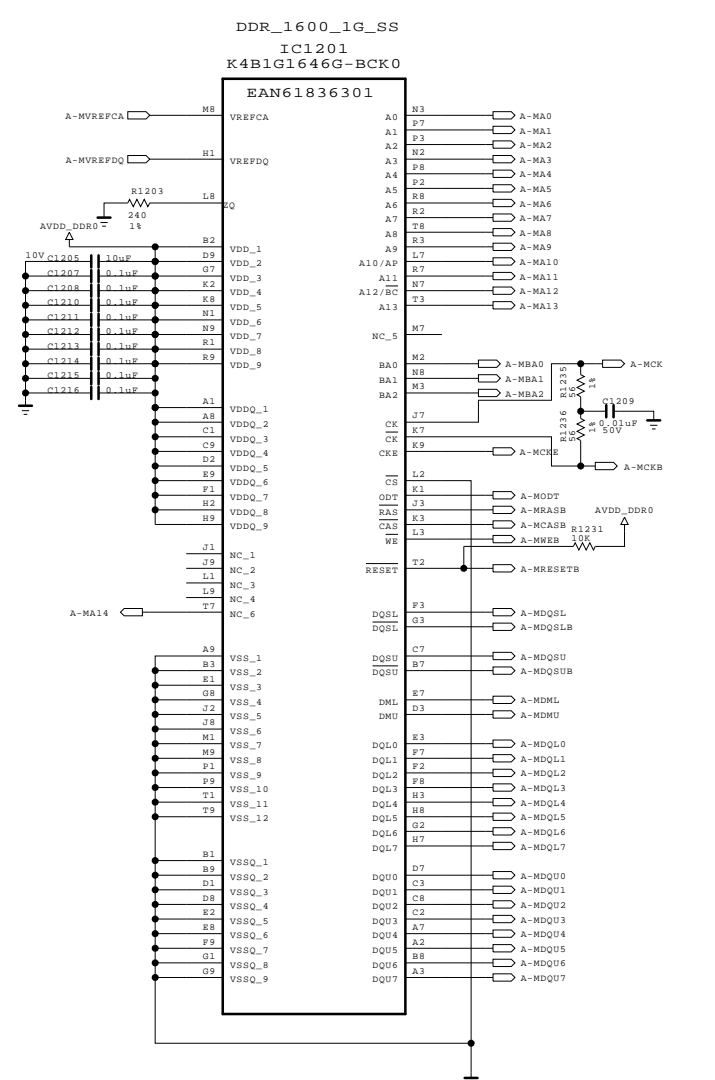 DDR_1600_1G_SS
IC1201
K4B1G1646G-BCK0
EAN61836301
A-MVREFCA M8 VREFCA
A-MVREFDQ H1 VREFDQ
R1203
240
1%
L8 ZQ
AVDD_DDR0
10V C1205 10uF
C1207 0.1uF
C1208 0.1uF
C1210 0.1uF
C1211 0.1uF
C1212 0.1uF
C1213 0.1uF
C1214 0.1uF
C1215 0.1uF
C1216 0.1uF
B2 VDD_1
D9 VDD_2
G7 VDD_3
K2 VDD_4
K8 VDD_5
N1 VDD_6
N9 VDD_7
R1 VDD_8
R9 VDD_9
A1 VDDQ_1
A8 VDDQ_2
C1 VDDQ_3
C9 VDDQ_4
D2 VDDQ_5
E9 VDDQ_6
F1 VDDQ_7
H2 VDDQ_8
H9 VDDQ_9
J1 NC_1
J9 NC_2
L1 NC_3
L9 NC_4
A-MA14 T7 NC_6
A9 VSS_1
B3 VSS_2
E1 VSS_3
G8 VSS_4
J2 VSS_5
J8 VSS_6
M1 VSS_7
M9 VSS_8
P1 VSS_9
P9 VSS_10
T1 VSS_11
T9 VSS_12
B1 VSSQ_1
B9 VSSQ_2
D1 VSSQ_3
D8 VSSQ_4
E2 VSSQ_5
E8 VSSQ_6
F9 VSSQ_7
G1 VSSQ_8
G9 VSSQ_9
A0 N3 A-MA0
A1 P7 A-MA1
A2 P3 A-MA2
A3 N2 A-MA3
A4 P8 A-MA4
A5 P2 A-MA5
A6 R8 A-MA6
A7 R2 A-MA7
A8 T8 A-MA8
A9 R3 A-MA9
A10/AP L7 A-MA10
A11 R7 A-MA11
A12/BC N7 A-MA12
A13 T3 A-MA13
NC_5 M7
BA0 M2 A-MBA0
BA1 N8 A-MBA1
BA2 M3 A-MBA2
CK J7
CK K7
CKE K9 A-MCKE
A-MCK
R1235
56
1%
C1209
0.01uF
50V
R1236
56
1%
A-MCKB
CS L2
ODT K1 A-MODT
RAS J3 A-MRASB
CAS K3 A-MCASB
WE L3 A-MWEB
AVDD_DDR0
R1231
10K
RESET T2 A-MRESETB
DQSL F3 A-MDQSL
DQSL G3 A-MDQSLB
DQSU C7 A-MDQSU
DQSU B7 A-MDQSUB
DML E7 A-MDML
DMU D3 A-MDMU
DQL0 E3 A-MDQL0
DQL1 F7 A-MDQL1
DQL2 F2 A-MDQL2
DQL3 F8 A-MDQL3
DQL4 H3 A-MDQL4
DQL5 H8 A-MDQL5
DQL6 G2 A-MDQL6
DQL7 H7 A-MDQL7
DQU0 D7 A-MDQU0
DQU1 C3 A-MDQU1
DQU2 C8 A-MDQU2
DQU3 C2 A-MDQU3
DQU4 A7 A-MDQU4
DQU5 A2 A-MDQU5
DQU6 B8 A-MDQU6
DQU7 A3 A-MDQU7